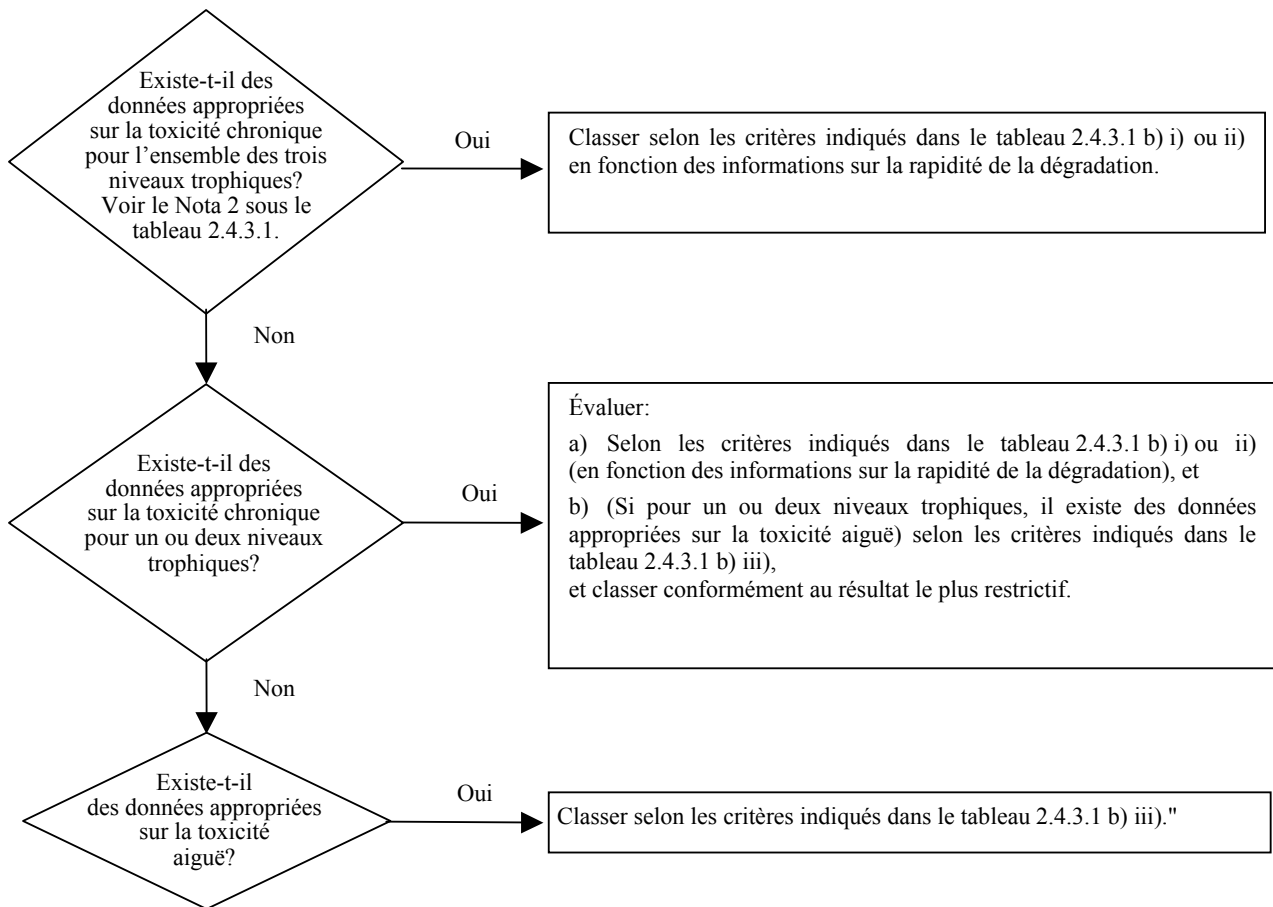 Existe-t-il des
données appropriées
sur la toxicité chronique
pour l'ensemble des trois
niveaux trophiques?
Voir le Nota 2 sous le
tableau 2.4.3.1.
Oui
Classer selon les critères indiqués dans le tableau 2.4.3.1 b) i) ou ii)
en fonction des informations sur la rapidité de la dégradation.
Non
Existe-t-il des
données appropriées
sur la toxicité chronique
pour un ou deux niveaux
trophiques?
Oui
Évaluer:
a) Selon les critères indiqués dans le tableau 2.4.3.1 b) i) ou ii)
(en fonction des informations sur la rapidité de la dégradation), et
b) (Si pour un ou deux niveaux trophiques, il existe des données
appropriées sur la toxicité aiguë) selon les critères indiqués dans le
tableau 2.4.3.1 b) iii),
et classer conformément au résultat le plus restrictif.
Non
Existe-t-il
des données appropriées
sur la toxicité
aiguë?
Oui
Classer selon les critères indiqués dans le tableau 2.4.3.1 b) iii)."